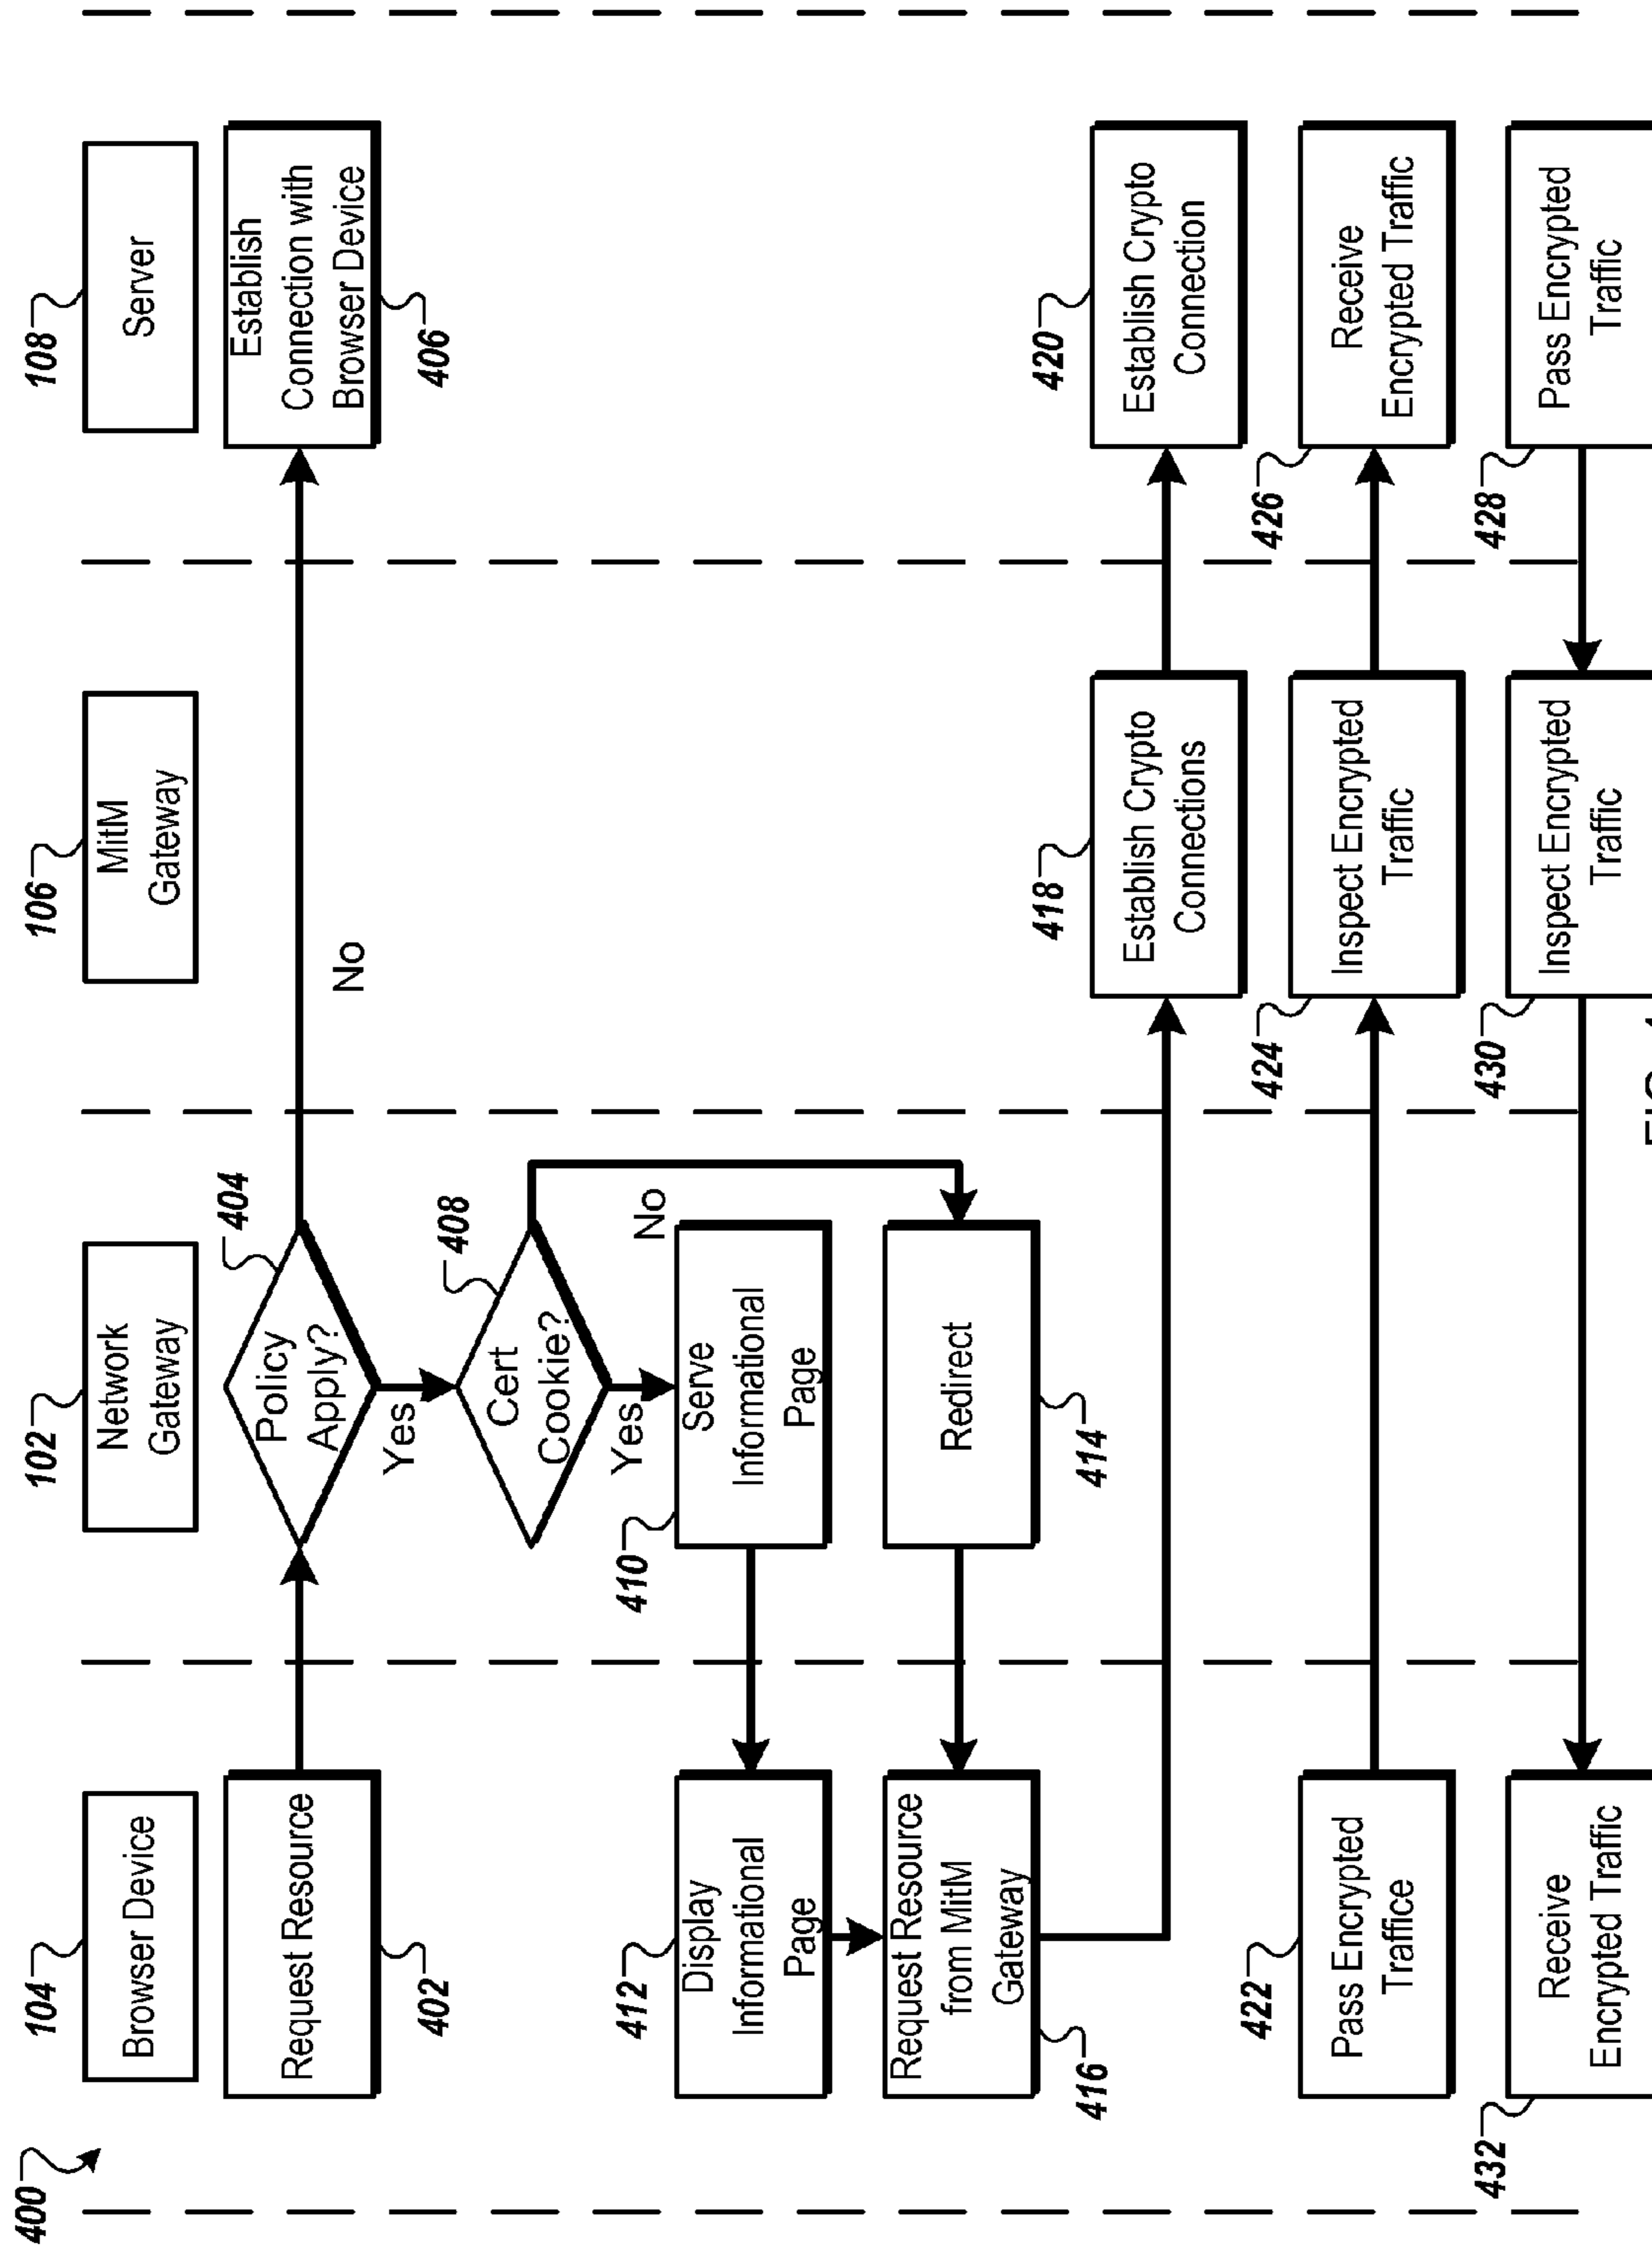 400
104
Browser Device
102
Network
Gateway
106
MitM
Gateway
108
Server
Request Resource
402
Policy
Apply?
404
No
Establish
Connection with
Browser Device
406
Yes
Cert
Cookie?
408
No
Yes
410
Serve
Informational
Page
412
Display
Informational
Page
Redirect
414
Request Resource
from MitM
Gateway
416
418
Establish Crypto
Connections
420
Establish Crypto
Connection
422
Pass Encrypted
Traffice
424
Inspect Encrypted
Traffic
426
Receive
Encrypted Traffic
428
Pass Encrypted
Traffic
430
Inspect Encrypted
Traffic
432
Receive
Encrypted Traffic